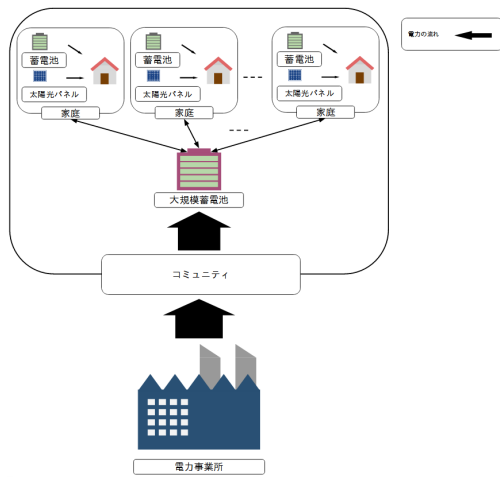 電力の流れ
蓄電池
太陽光パネル
家庭
蓄電池
太陽光パネル
家庭
蓄電池
太陽光パネル
家庭
大規模蓄電池
コミュニティ
電力事業所